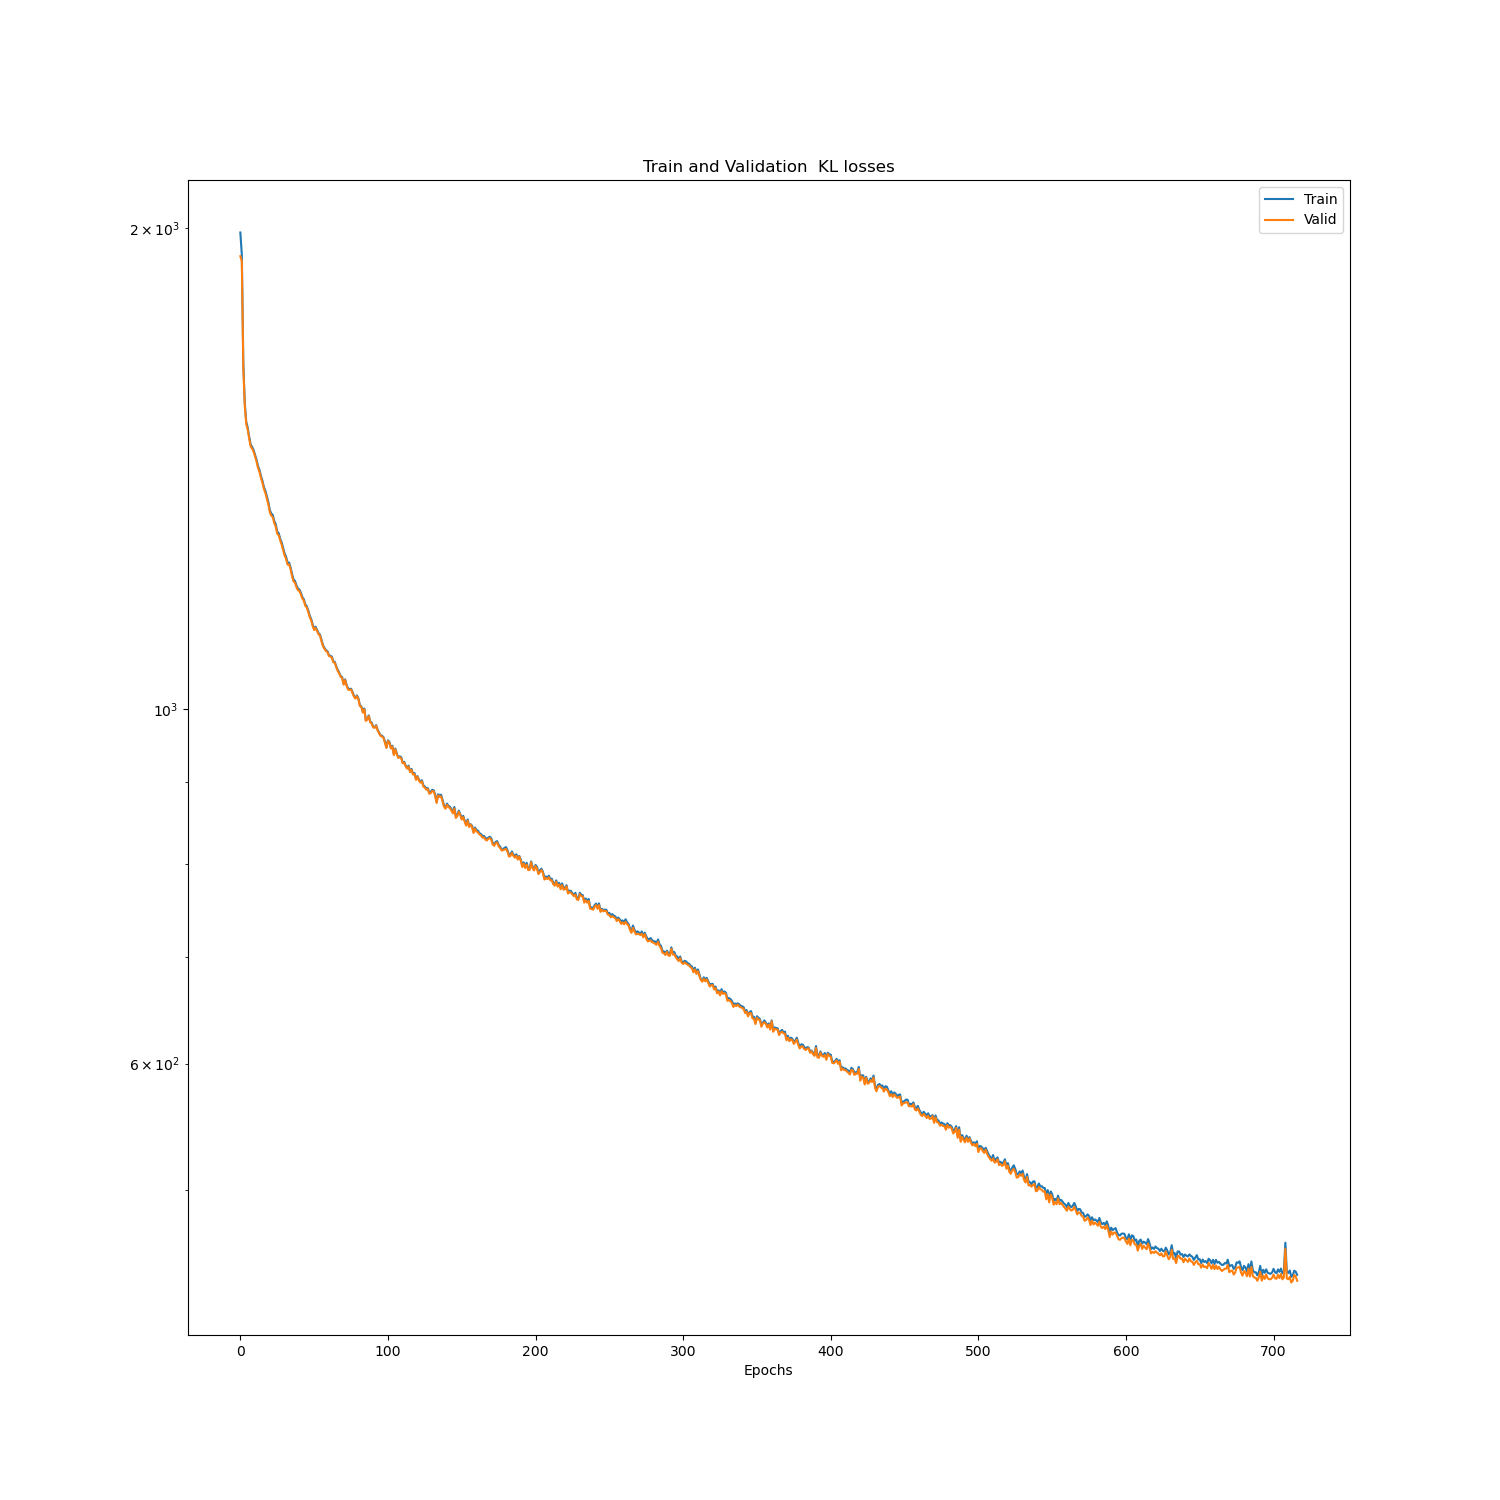 Train and Validation  KL losses
Train
Valid
2 × 10³
10³
6 × 10²
0 100 200 300 400 500 600 700
Epochs